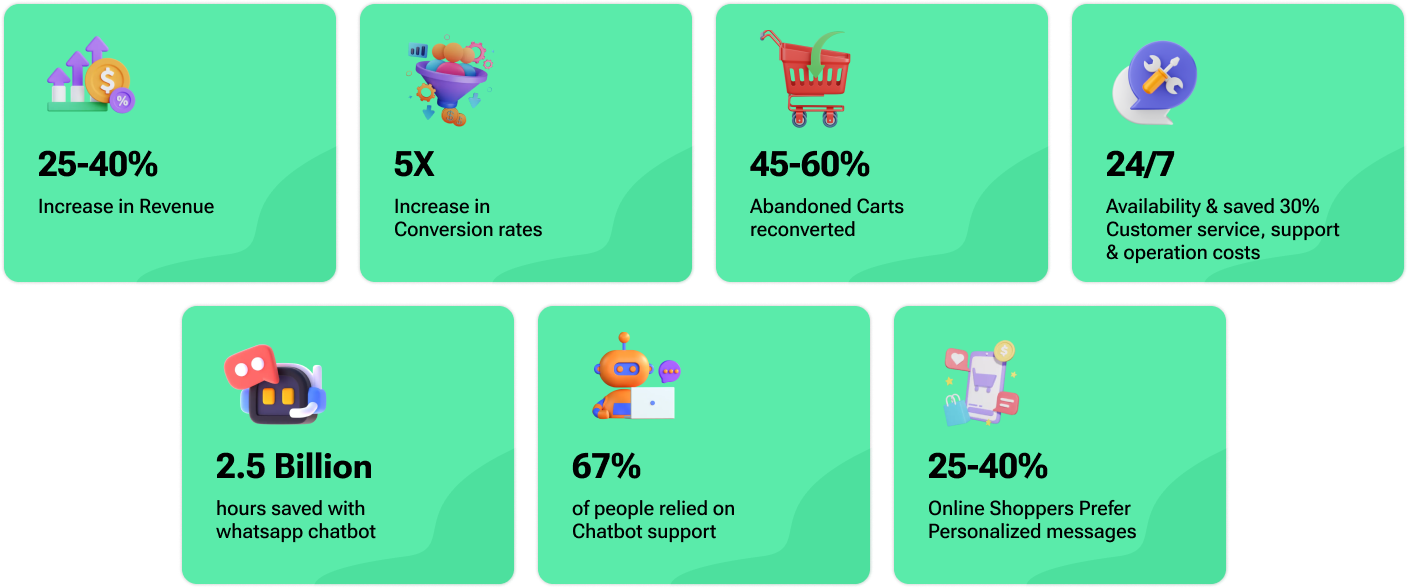 25-40%
Increase in Revenue
5X
Increase in
Conversion rates
45-60%
Abandoned Carts
reconverted
24/7
Availability & saved 30%
Customer service, support
& operation costs
2.5 Billion
hours saved with
whatsapp chatbot
67%
of people relied on
Chatbot support
25-40%
Online Shoppers Prefer
Personalized messages